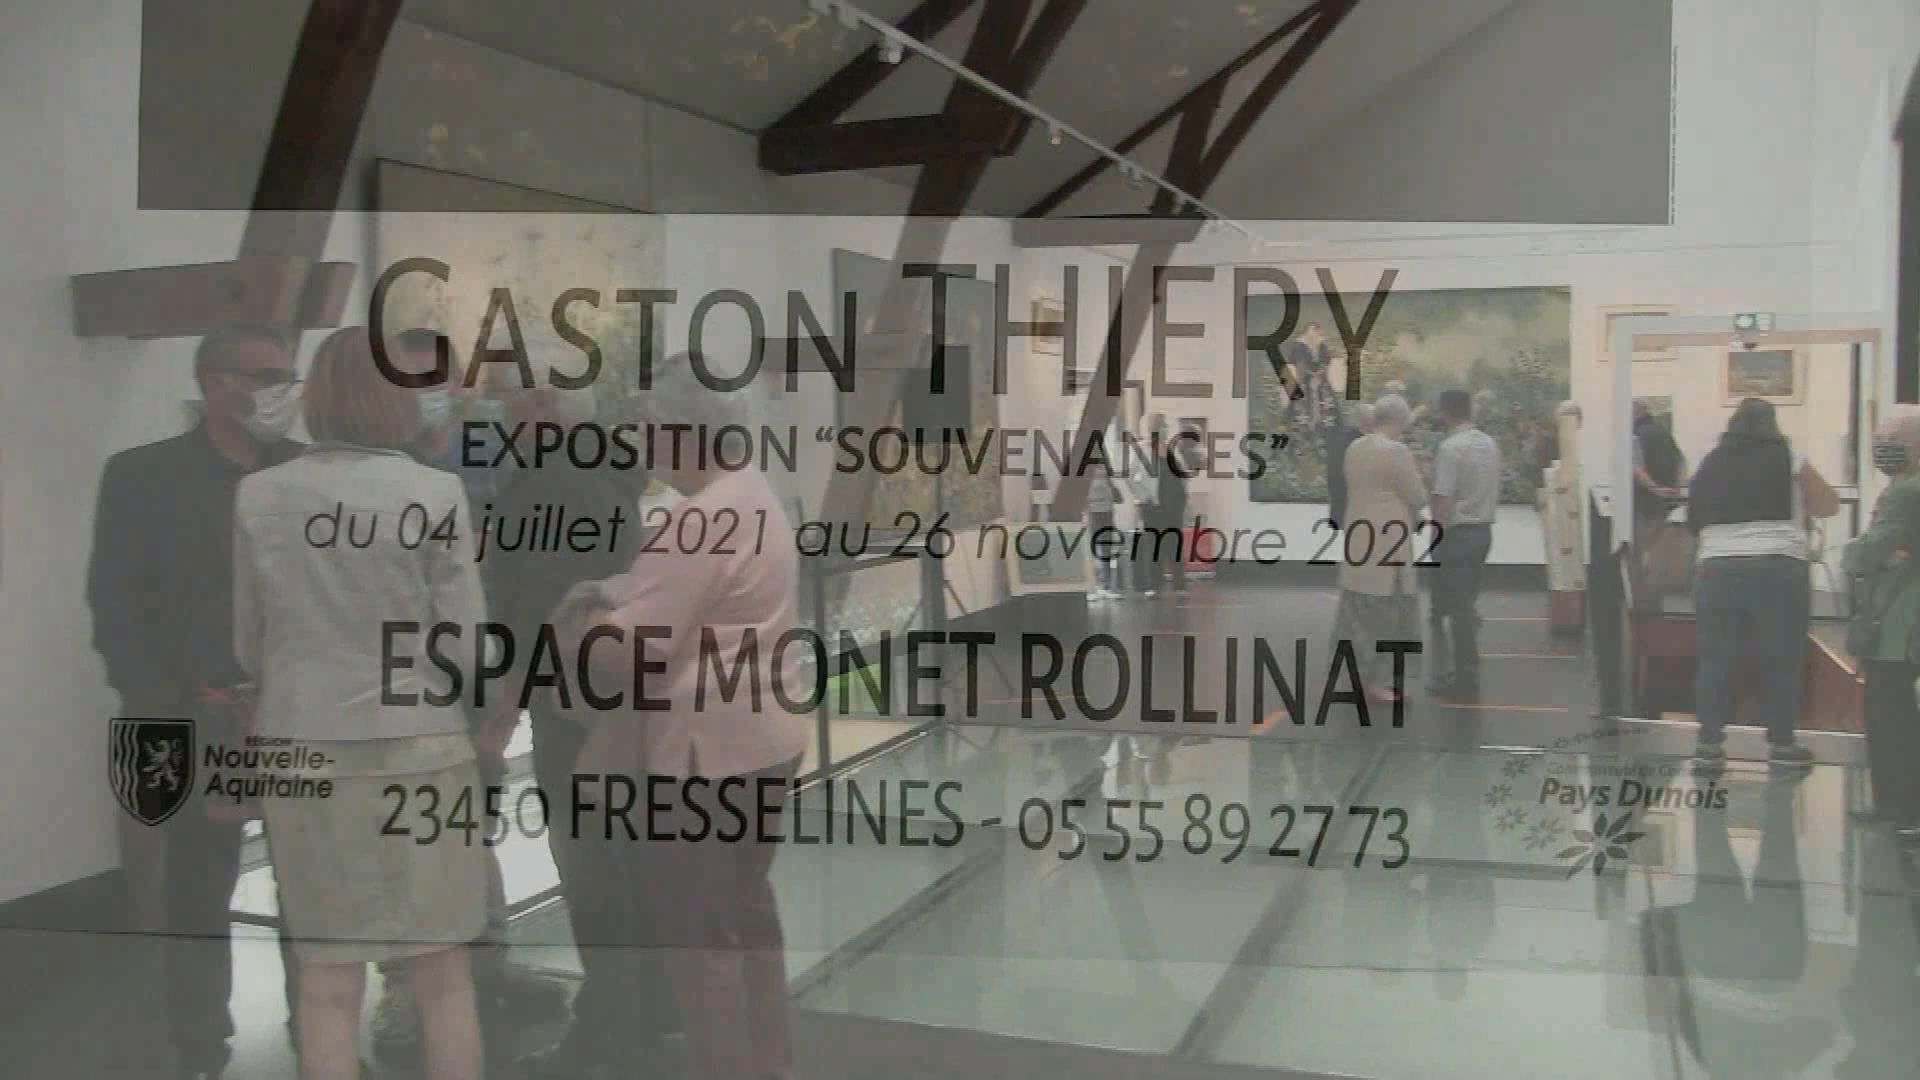 GASTON THIERY
EXPOSITION “SOUVENANCES”
du 04 juillet 2021 au 26 novembre 2022
ESPACE MONET ROLLINAT
RÉGION
Nouvelle-
Aquitaine
23450 FRESSELINES - 05 55 89 27 73
Pays Dunois